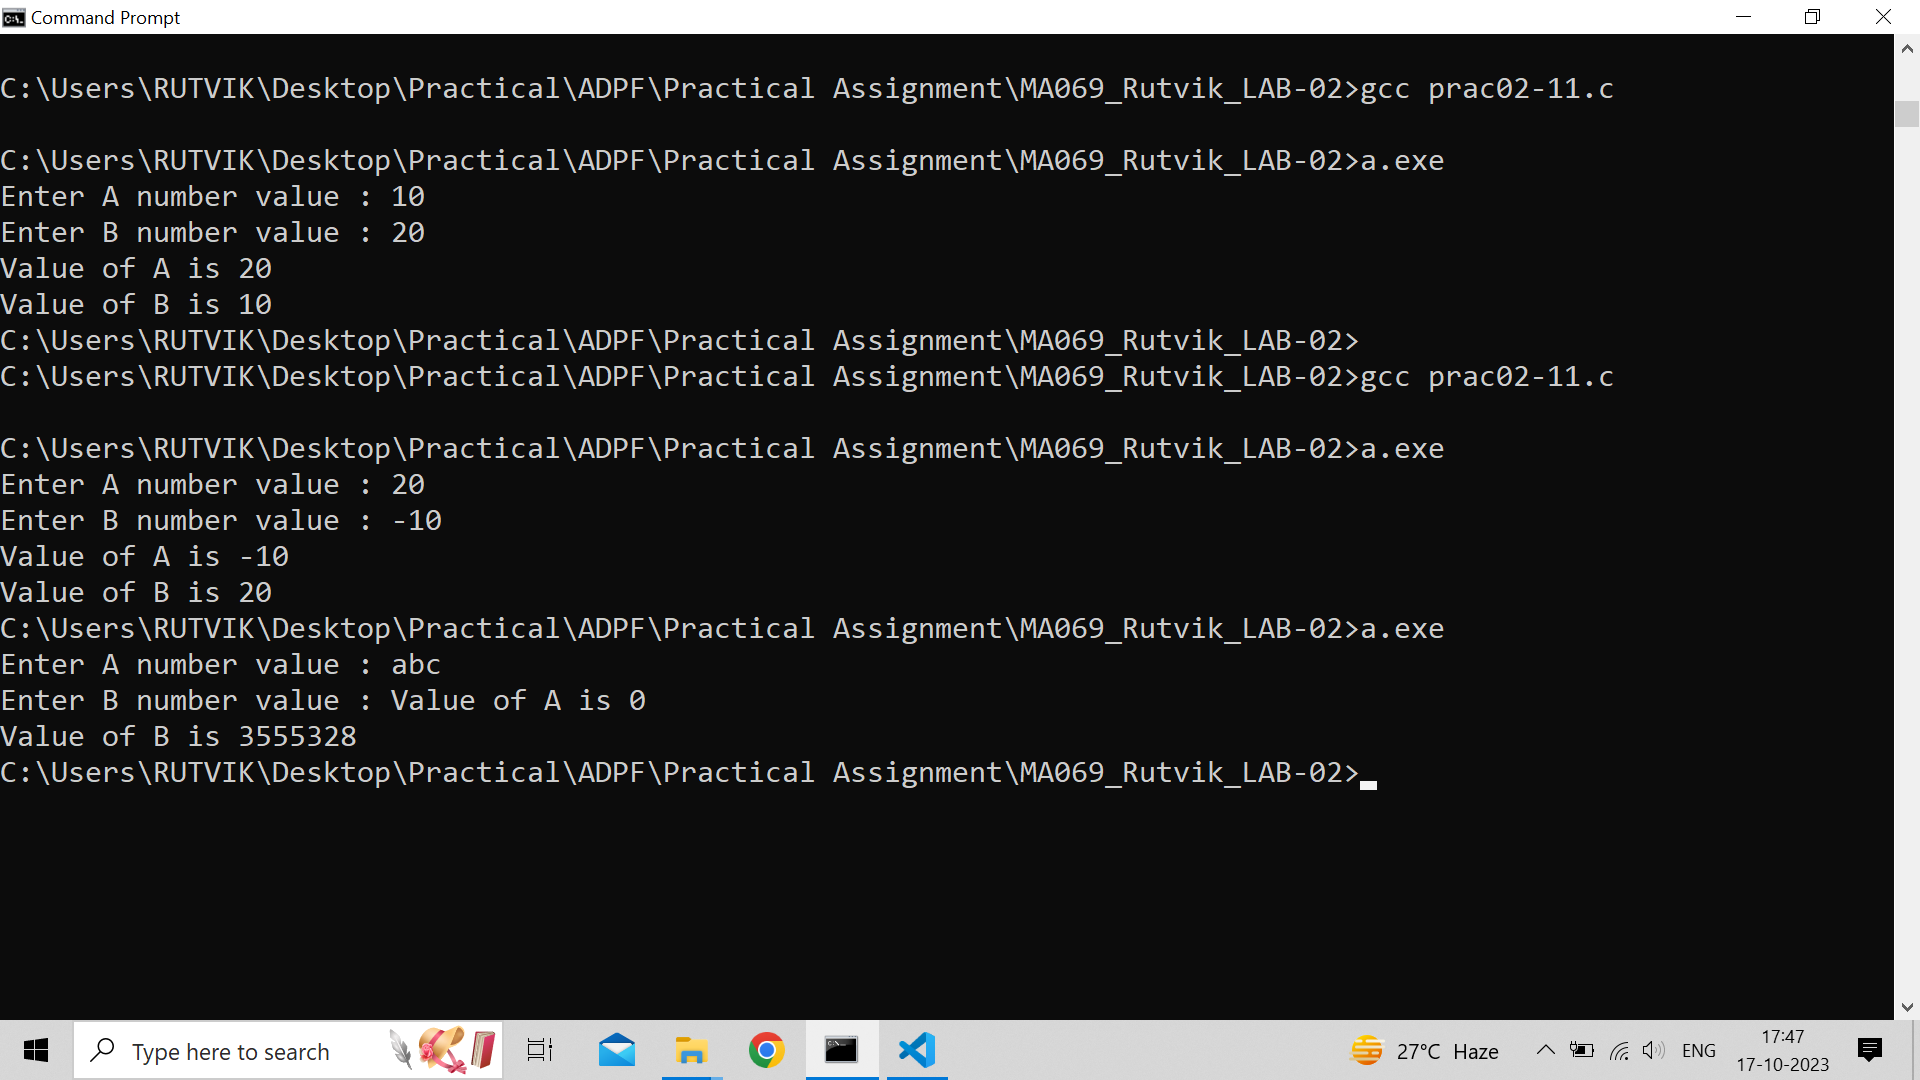 Command Prompt
C:\Users\RUTVIK\Desktop\Practical\ADPF\Practical Assignment\MA069_Rutvik_LAB-02>gcc prac02-11.c
C:\Users\RUTVIK\Desktop\Practical\ADPF\Practical Assignment\MA069_Rutvik_LAB-02>a.exe
Enter A number value : 10
Enter B number value : 20
Value of A is 20
Value of B is 10
C:\Users\RUTVIK\Desktop\Practical\ADPF\Practical Assignment\MA069_Rutvik_LAB-02>
C:\Users\RUTVIK\Desktop\Practical\ADPF\Practical Assignment\MA069_Rutvik_LAB-02>gcc prac02-11.c
C:\Users\RUTVIK\Desktop\Practical\ADPF\Practical Assignment\MA069_Rutvik_LAB-02>a.exe
Enter A number value : 20
Enter B number value : -10
Value of A is -10
Value of B is 20
C:\Users\RUTVIK\Desktop\Practical\ADPF\Practical Assignment\MA069_Rutvik_LAB-02>a.exe
Enter A number value : abc
Enter B number value : Value of A is 0
Value of B is 3555328
C:\Users\RUTVIK\Desktop\Practical\ADPF\Practical Assignment\MA069_Rutvik_LAB-02>
Type here to search
27°C Haze
ENG
17:47
17-10-2023